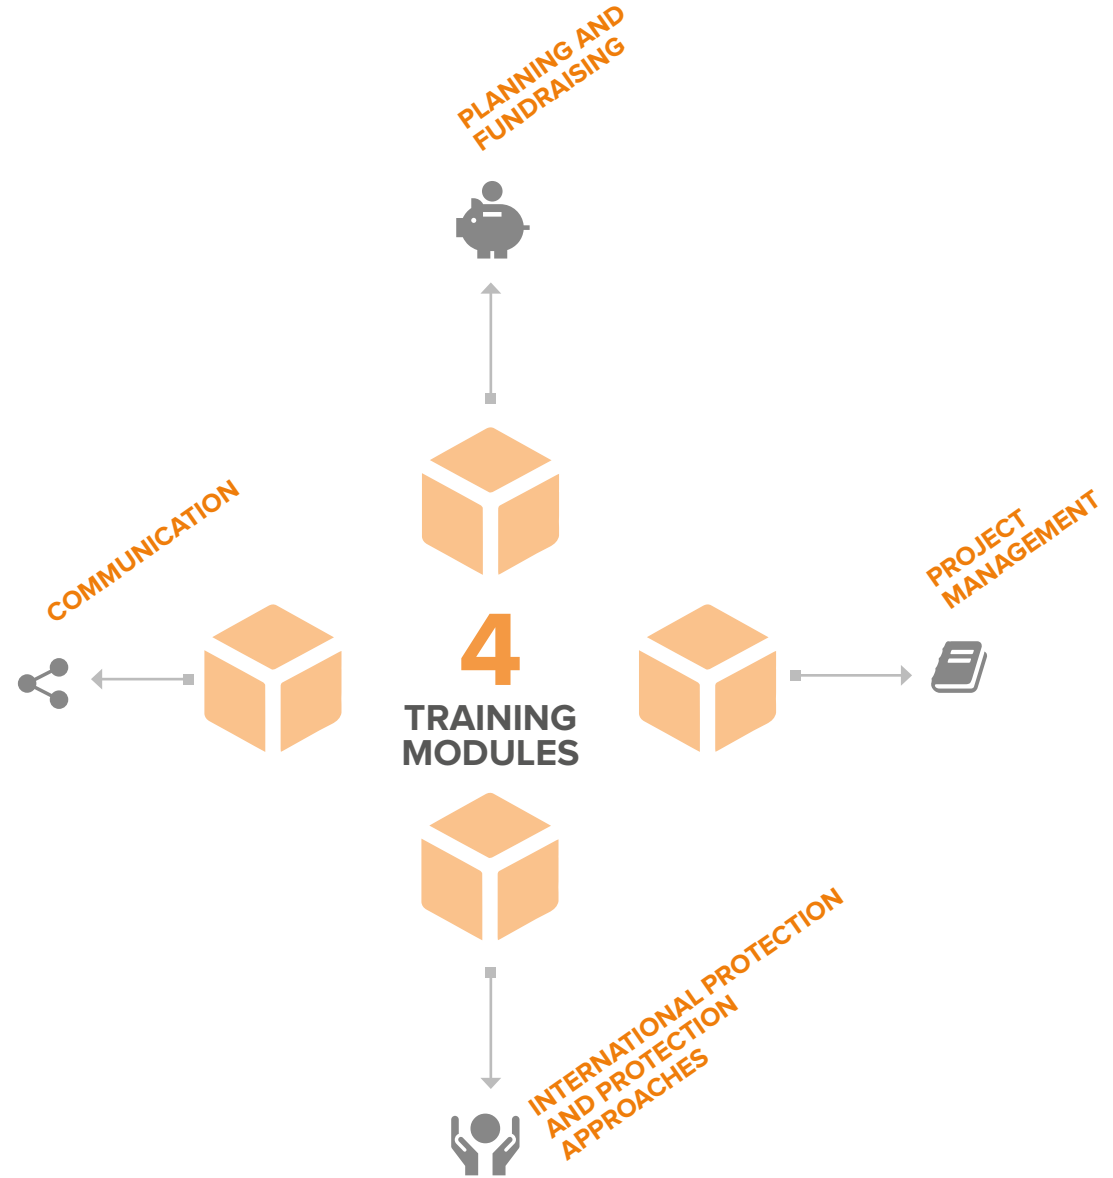 PLANNING AND
FUNDRAISING
COMMUNICATION
PROJECT
MANAGEMENT
4
TRAINING
MODULES
INTERNATIONAL PROTECTION
AND PROTECTION
APPROACHES